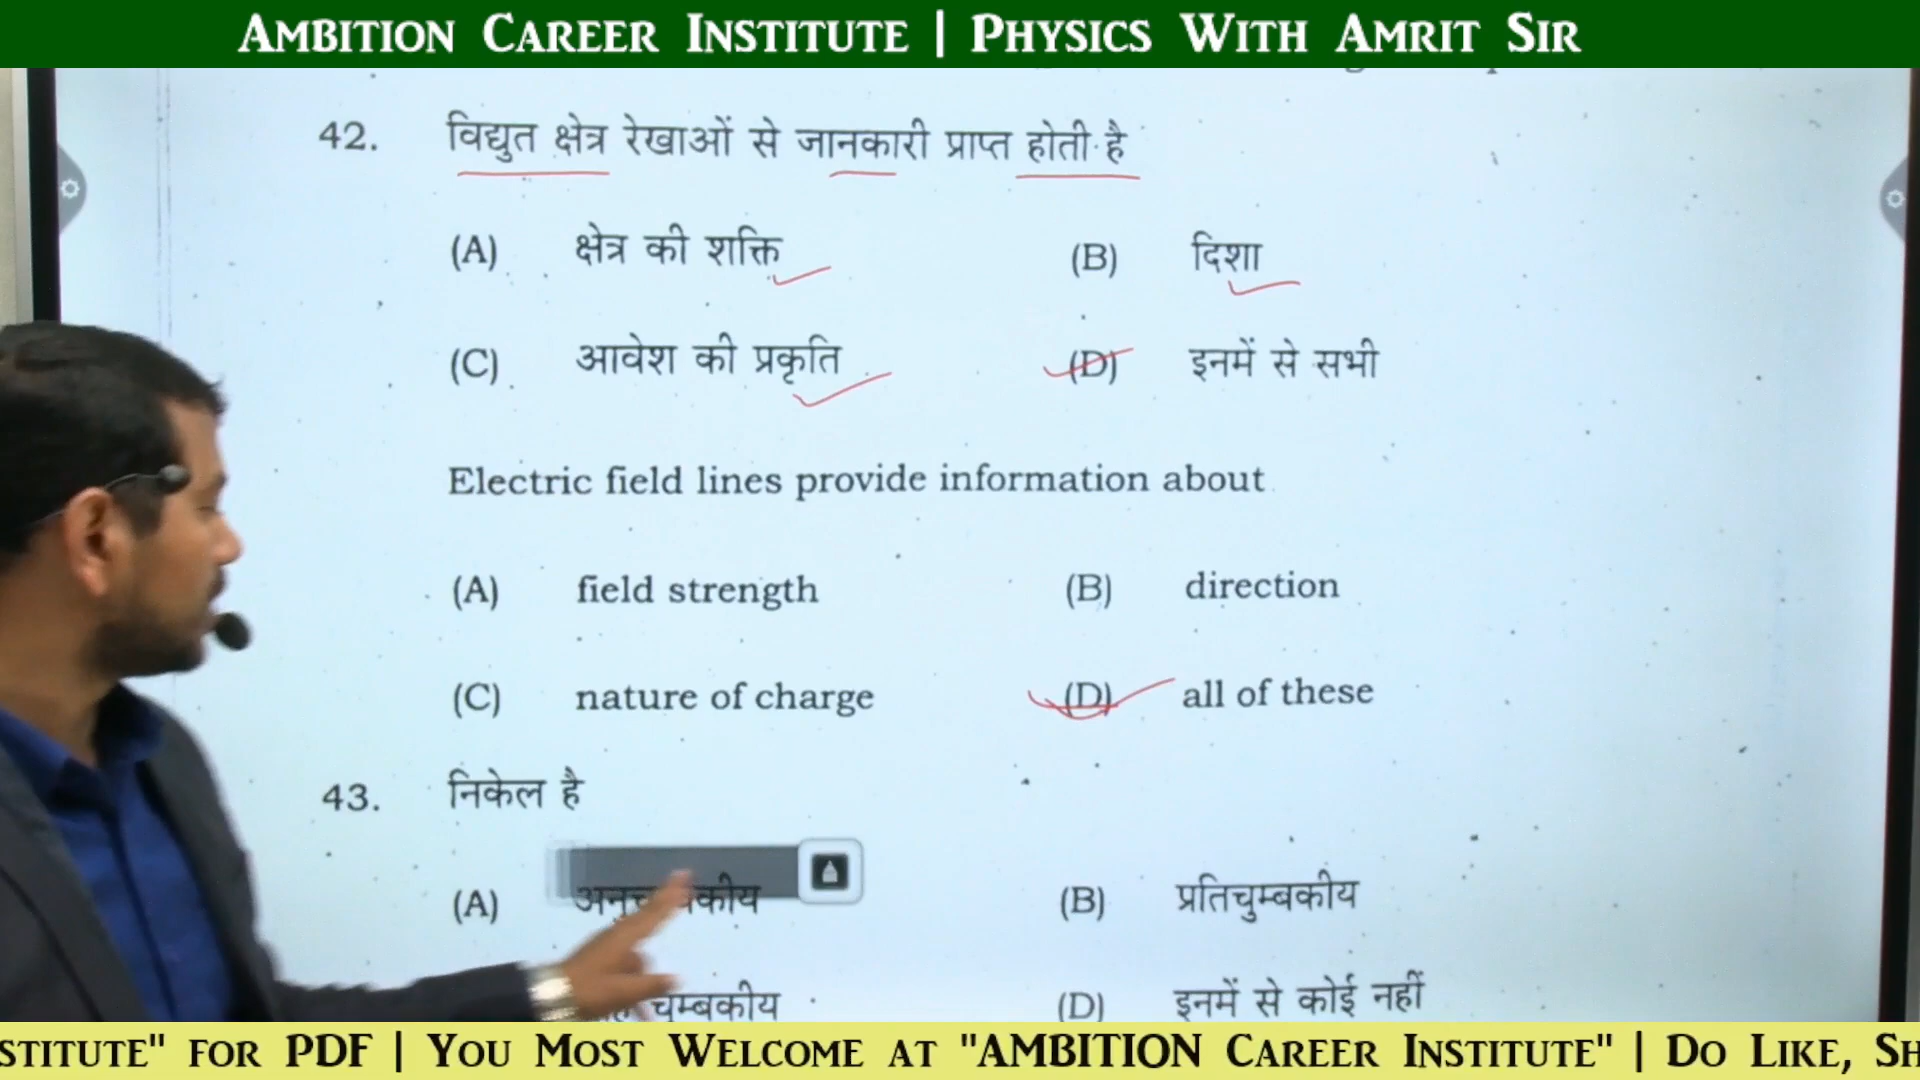 AMBITION CAREER INSTITUTE | PHYSICS WITH AMRIT SIR
42. विद्युत क्षेत्र रेखाओं से जानकारी प्राप्त होती है
(A) क्षेत्र की शक्ति (B) दिशा
(C) आवेश की प्रकृति (D) इनमें से सभी
Electric field lines provide information about
(A) field strength (B) direction
(C) nature of charge (D) all of these
43. निकेल है
(A) (B) प्रतिचुम्बकीय
चुम्बकीय (D) इनमें से कोई नहीं
STITUTE" FOR PDF | YOU MOST WELCOME AT "AMBITION CAREER INSTITUTE" | DO LIKE, SH